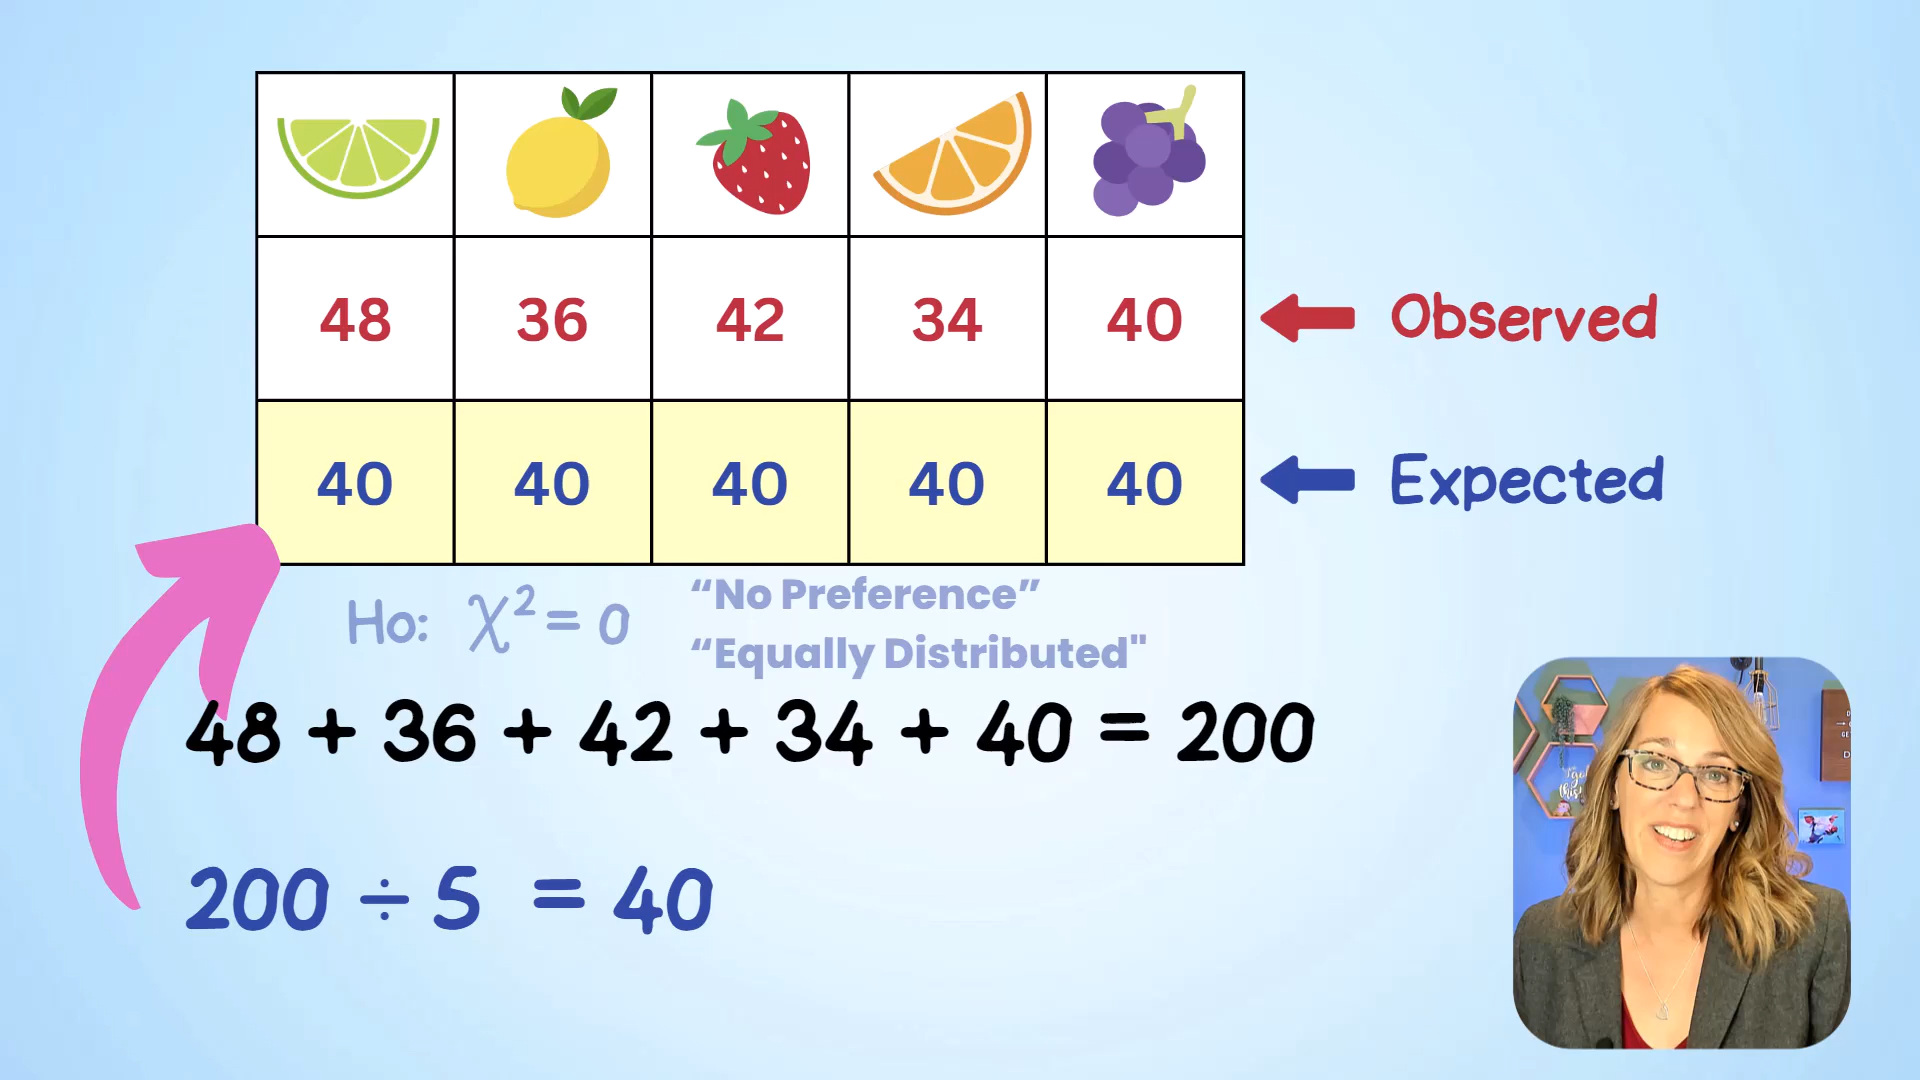 48 36 42 34 40 Observed
40 40 40 40 40 Expected
Ho: χ² = 0
“No Preference”
“Equally Distributed"
48 + 36 + 42 + 34 + 40 = 200
200 ÷ 5 = 40